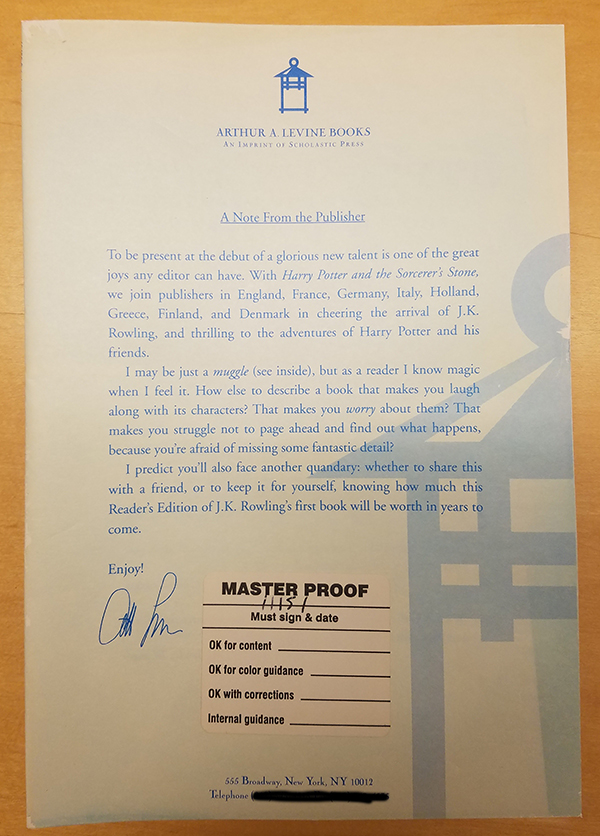 ARTHUR A. LEVINE BOOKS
AN IMPRINT OF SCHOLASTIC PRESS
A Note From the Publisher
To be present at the debut of a glorious new talent is one of the great
joys any editor can have. With Harry Potter and the Sorcerer's Stone,
we join publishers in England, France, Germany, Italy, Holland,
Greece, Finland, and Denmark in cheering the arrival of J.K.
Rowling, and thrilling to the adventures of Harry Potter and his
friends.
I may be just a muggle (see inside), but as a reader I know magic
when I feel it. How else to describe a book that makes you laugh
along with its characters? That makes you worry about them? That
makes you struggle not to page ahead and find out what happens,
because you're afraid of missing some fantastic detail?
I predict you'll also face another quandary: whether to share this
with a friend, or to keep it for yourself, knowing how much this
Reader's Edition of J.K. Rowling's first book will be worth in years to
come.
Enjoy!
MASTER PROOF
Must sign & date
OK for content
OK for color guidance
OK with corrections
Internal guidance
555 Broadway, New York, NY 10012
Telephone